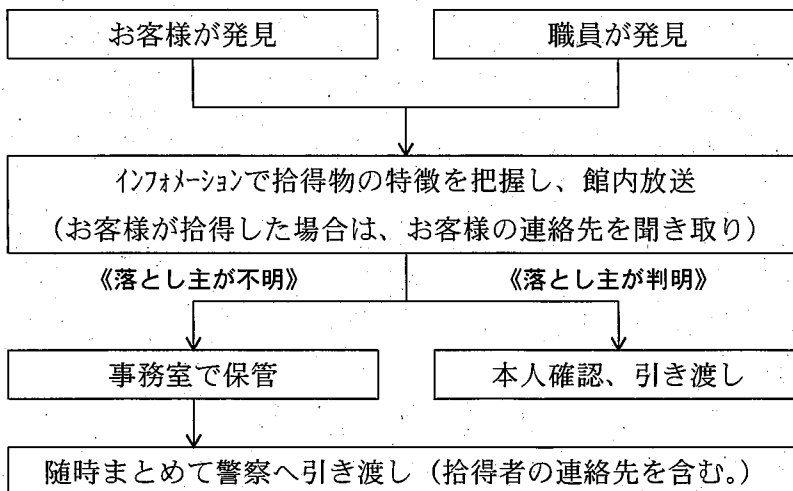 お客様が発見
職員が発見
ｲﾝﾌｫﾒｰｼｮﾝで拾得物の特徴を把握し、館内放送
（お客様が拾得した場合は、お客様の連絡先を聞き取り）
《落とし主が不明》
《落とし主が判明》
事務室で保管
本人確認、引き渡し
随時まとめて警察へ引き渡し（拾得者の連絡先を含む。）